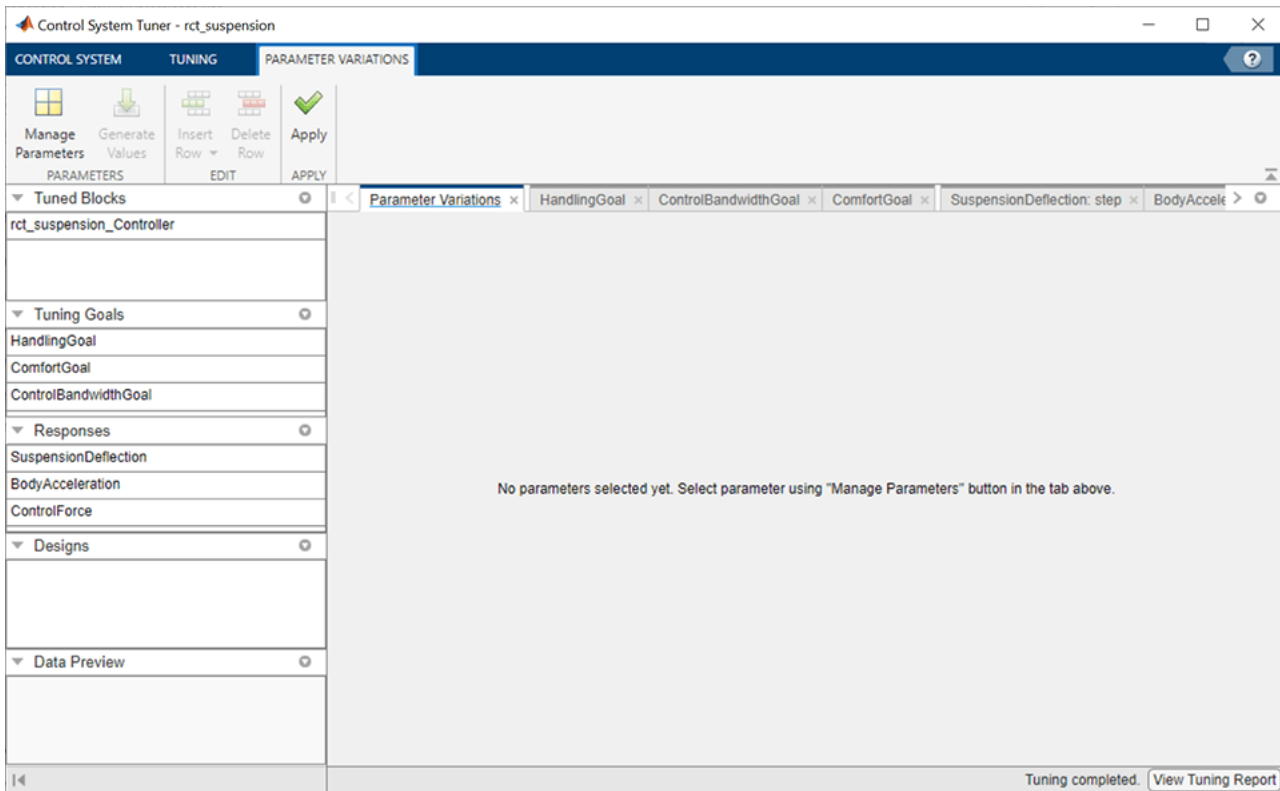 Control System Tuner - rct_suspension
CONTROL SYSTEM TUNING PARAMETER VARIATIONS
?
Manage Parameters
Generate Values
Insert Row
Delete Row
Apply
PARAMETERS EDIT APPLY
Tuned Blocks
rct_suspension_Controller
Tuning Goals
HandlingGoal
ComfortGoal
ControlBandwidthGoal
Responses
SuspensionDeflection
BodyAcceleration
ControlForce
Designs
Data Preview
Parameter Variations HandlingGoal ControlBandwidthGoal ComfortGoal SuspensionDeflection: step BodyAccele
No parameters selected yet. Select parameter using "Manage Parameters" button in the tab above.
Tuning completed. View Tuning Report